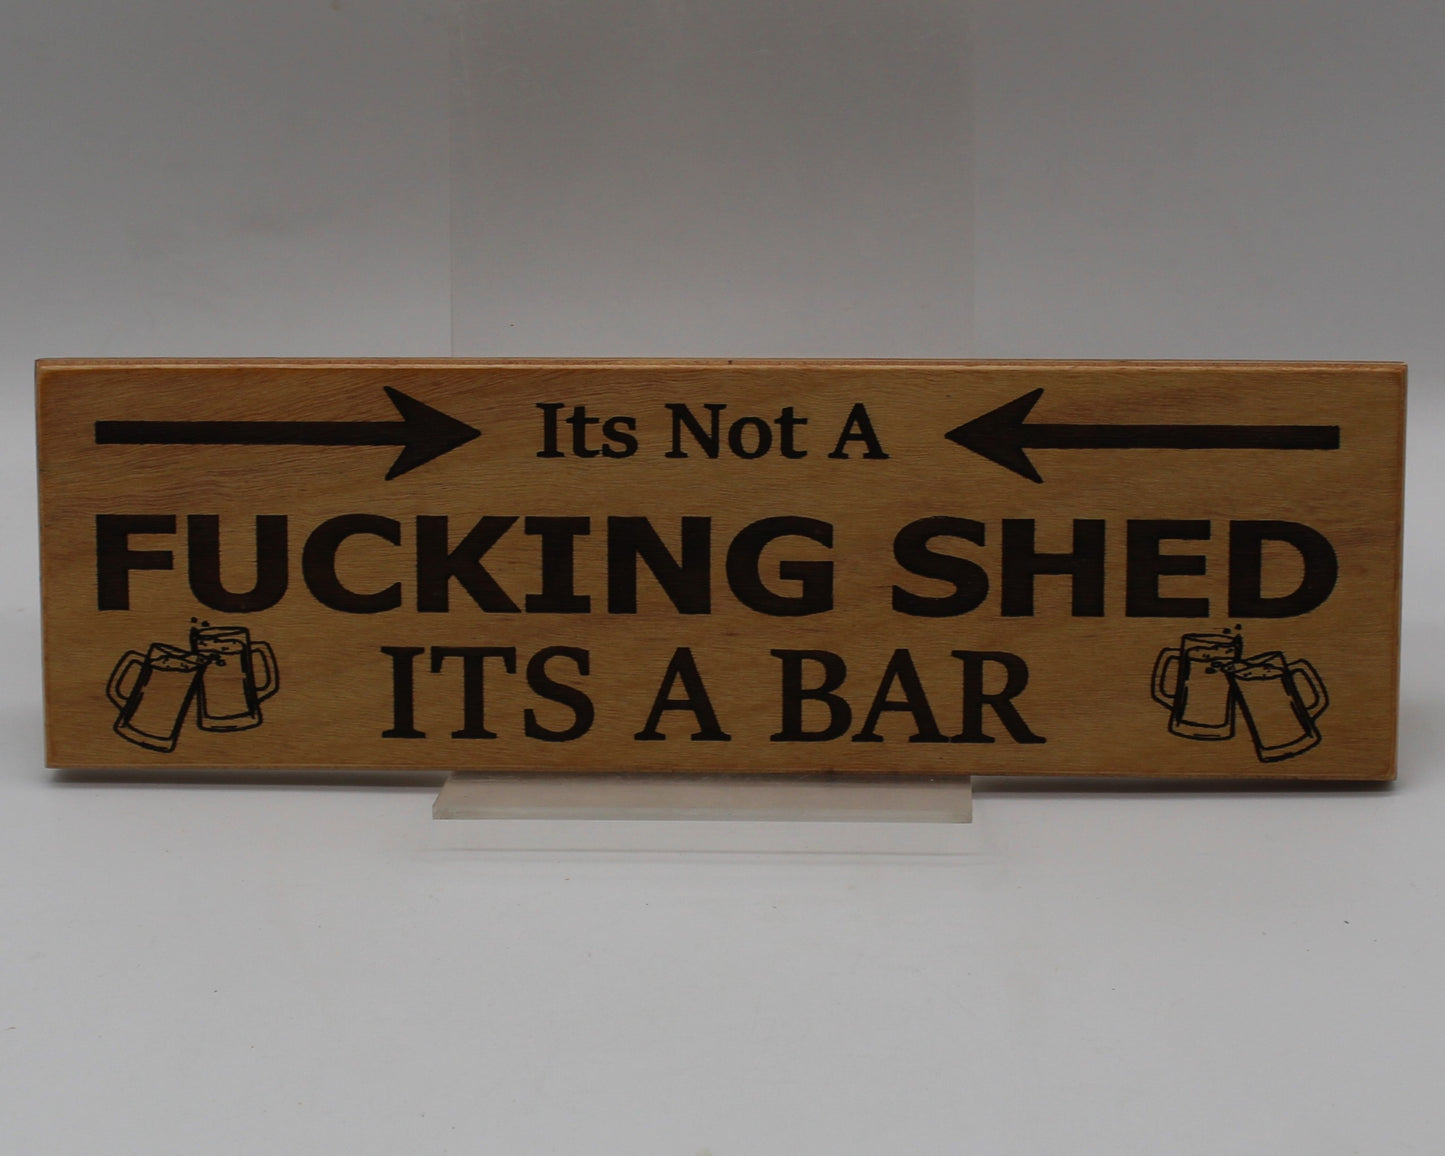 Its Not A
FUCKING SHED
ITS A BAR